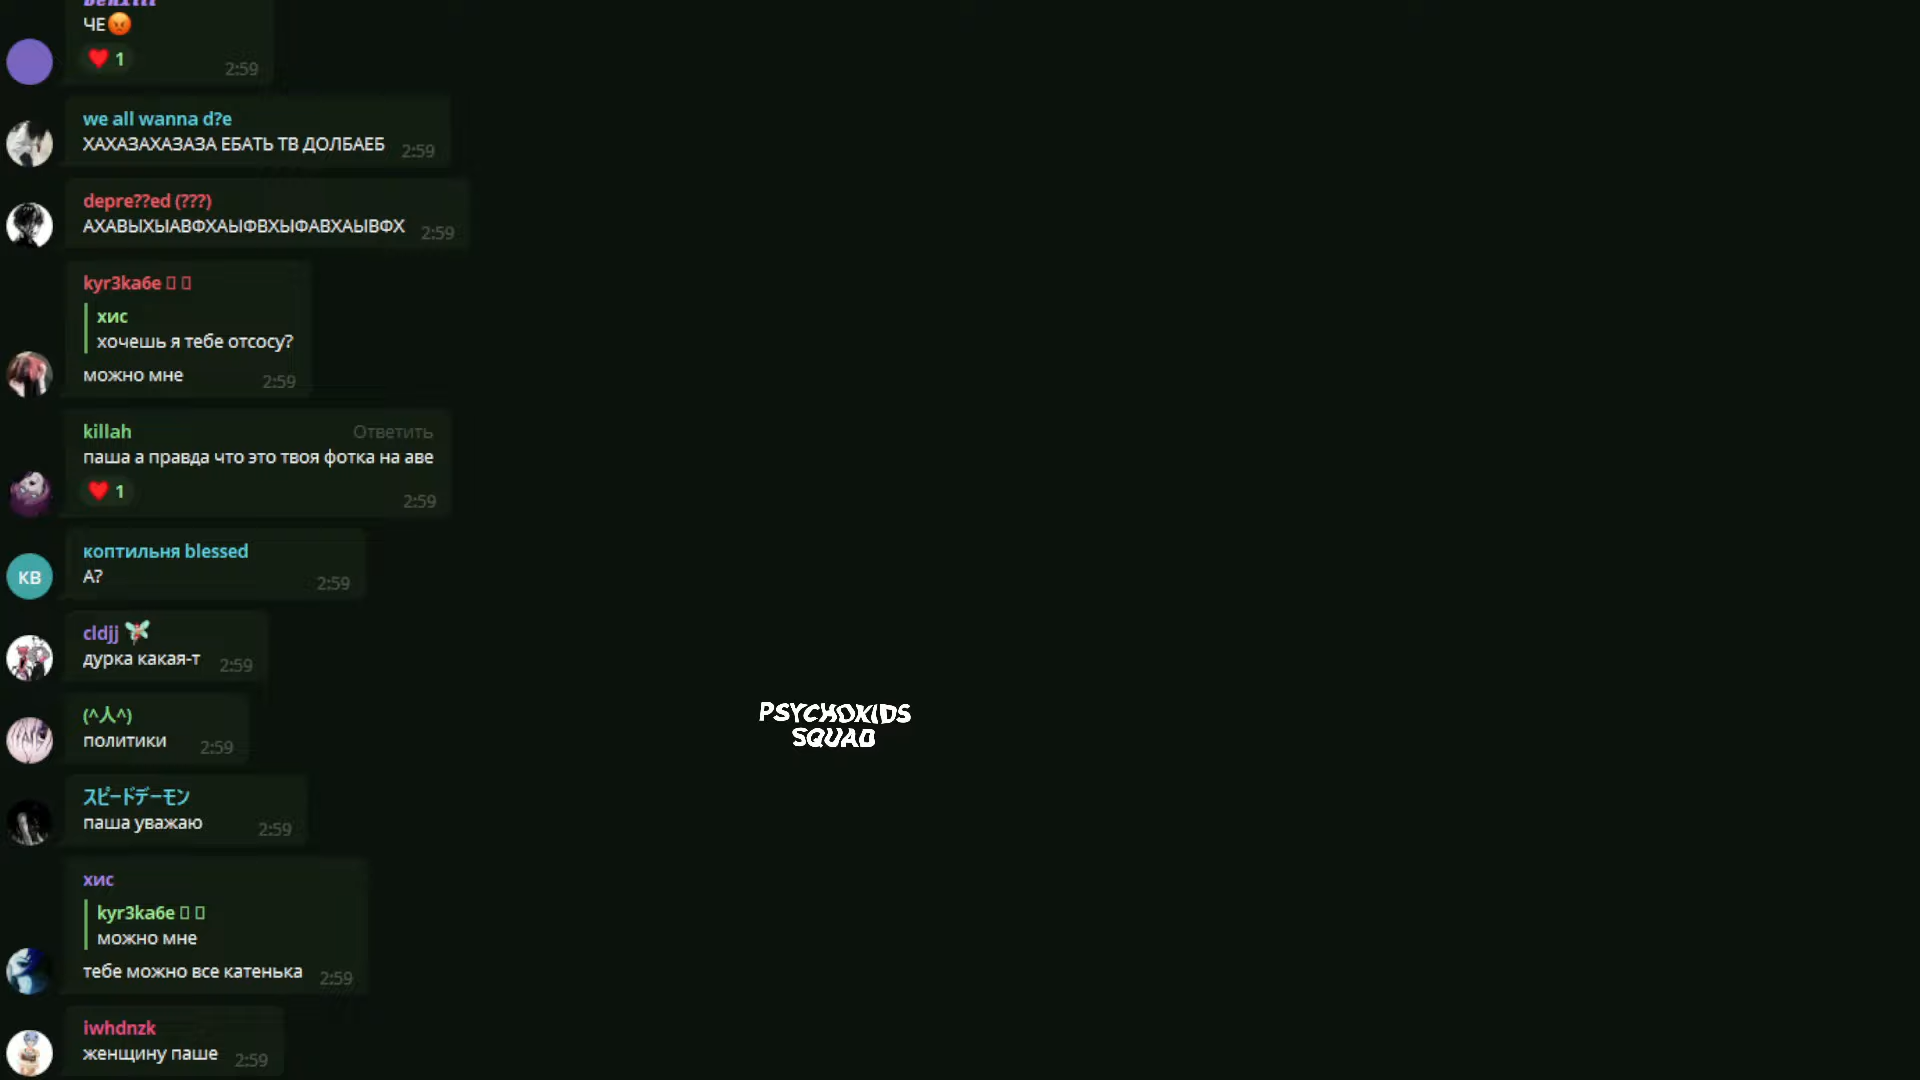 ЧЕ😡
❤️ 1
2:59
we all wanna d?e
ХАХАЗАХАЗАЗА ЕБАТЬ ТВ ДОЛБАЕБ 2:59
depre??ed (???)
АХАВЫХЫАВФХАЫФВХЫФАВХАЫВФХ 2:59
kyr3ka6e
хис
хочешь я тебе отсосу?
можно мне 2:59
killah Ответить
паша а правда что это твоя фотка на аве
❤️ 1
2:59
коптильня blessed
КВ
А? 2:59
cldjj
дурка какая-т 2:59
(^人^)
политики 2:59
スピードデーモン
паша уважаю 2:59
хис
kyr3ka6e
можно мне
тебе можно все катенька 2:59
iwhdnzk
женщину паше 2:59
PSYCHOKIDS
SQUAD